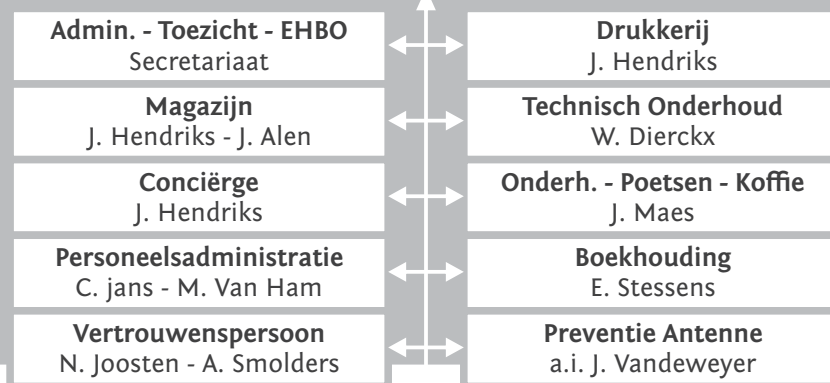 Admin. - Toezicht - EHBO
Secretariaat
Drukkerij
J. Hendriks
Magazijn
J. Hendriks - J. Alen
Technisch Onderhoud
W. Dierckx
Conciërge
J. Hendriks
Onderh. - Poetsen - Koffie
J. Maes
Personeelsadministratie
C. jans - M. Van Ham
Boekhouding
E. Stessens
Vertrouwenspersoon
N. Joosten - A. Smolders
Preventie Antenne
a.i. J. Vandeweyer